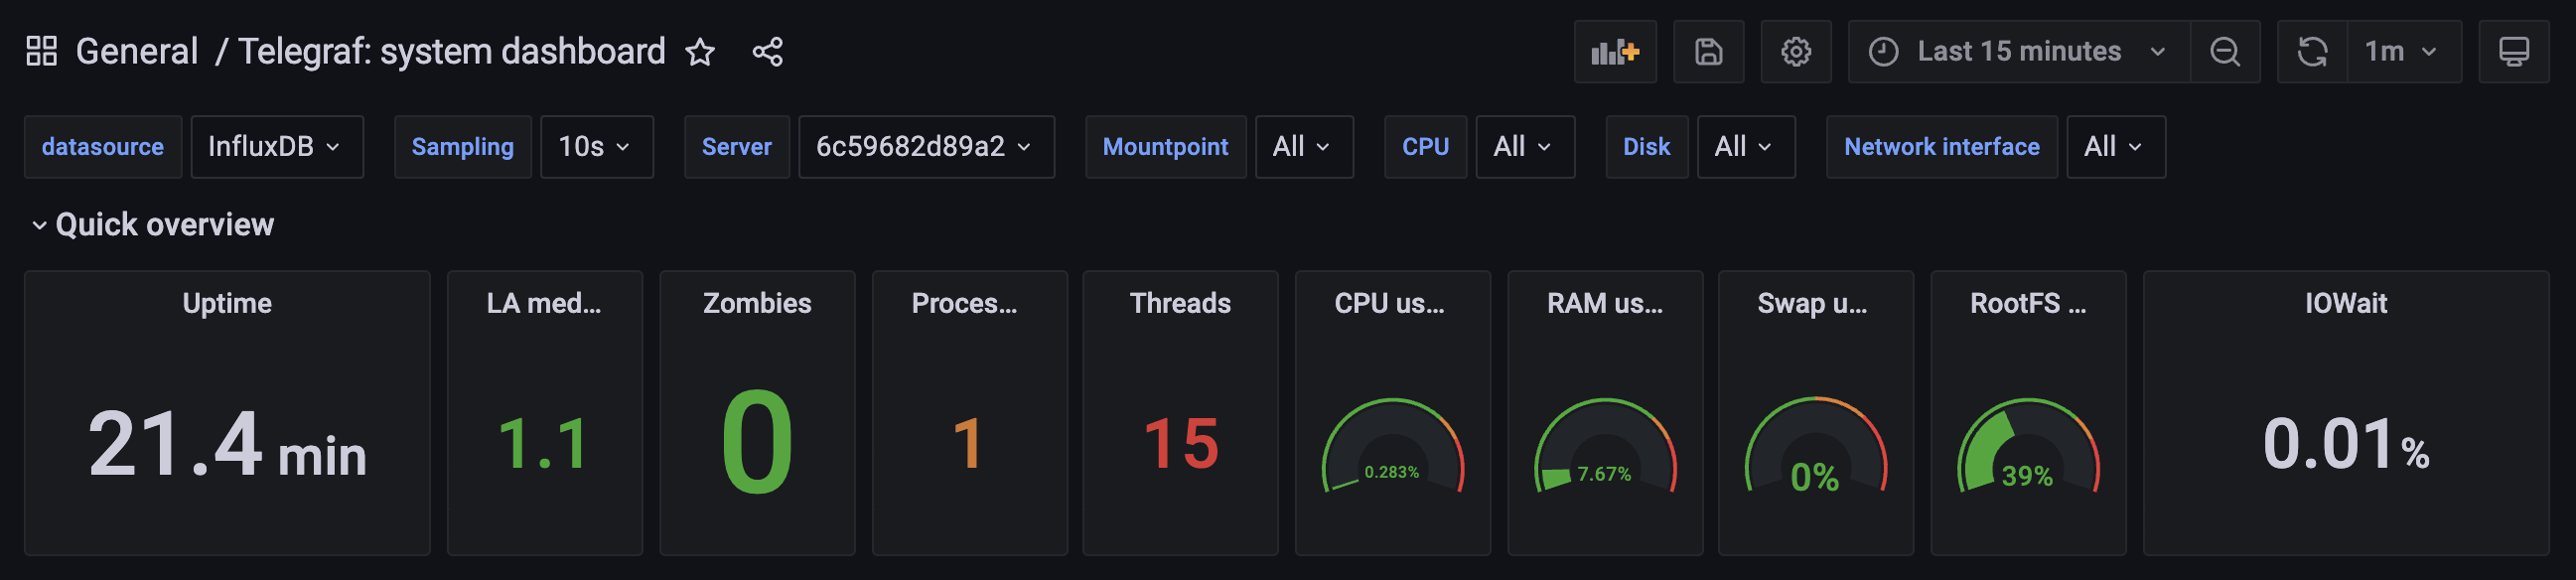 General / Telegraf: system dashboard
Last 15 minutes
1m
datasource InfluxDB Sampling 10s Server 6c59682d89a2 Mountpoint All CPU All Disk All Network interface All
Quick overview
Uptime
21.4 min
LA med...
1.1
Zombies
0
Proces...
1
Threads
15
CPU us...
0.283%
RAM us...
7.67%
Swap u...
0%
RootFS ...
39%
IOWait
0.01%